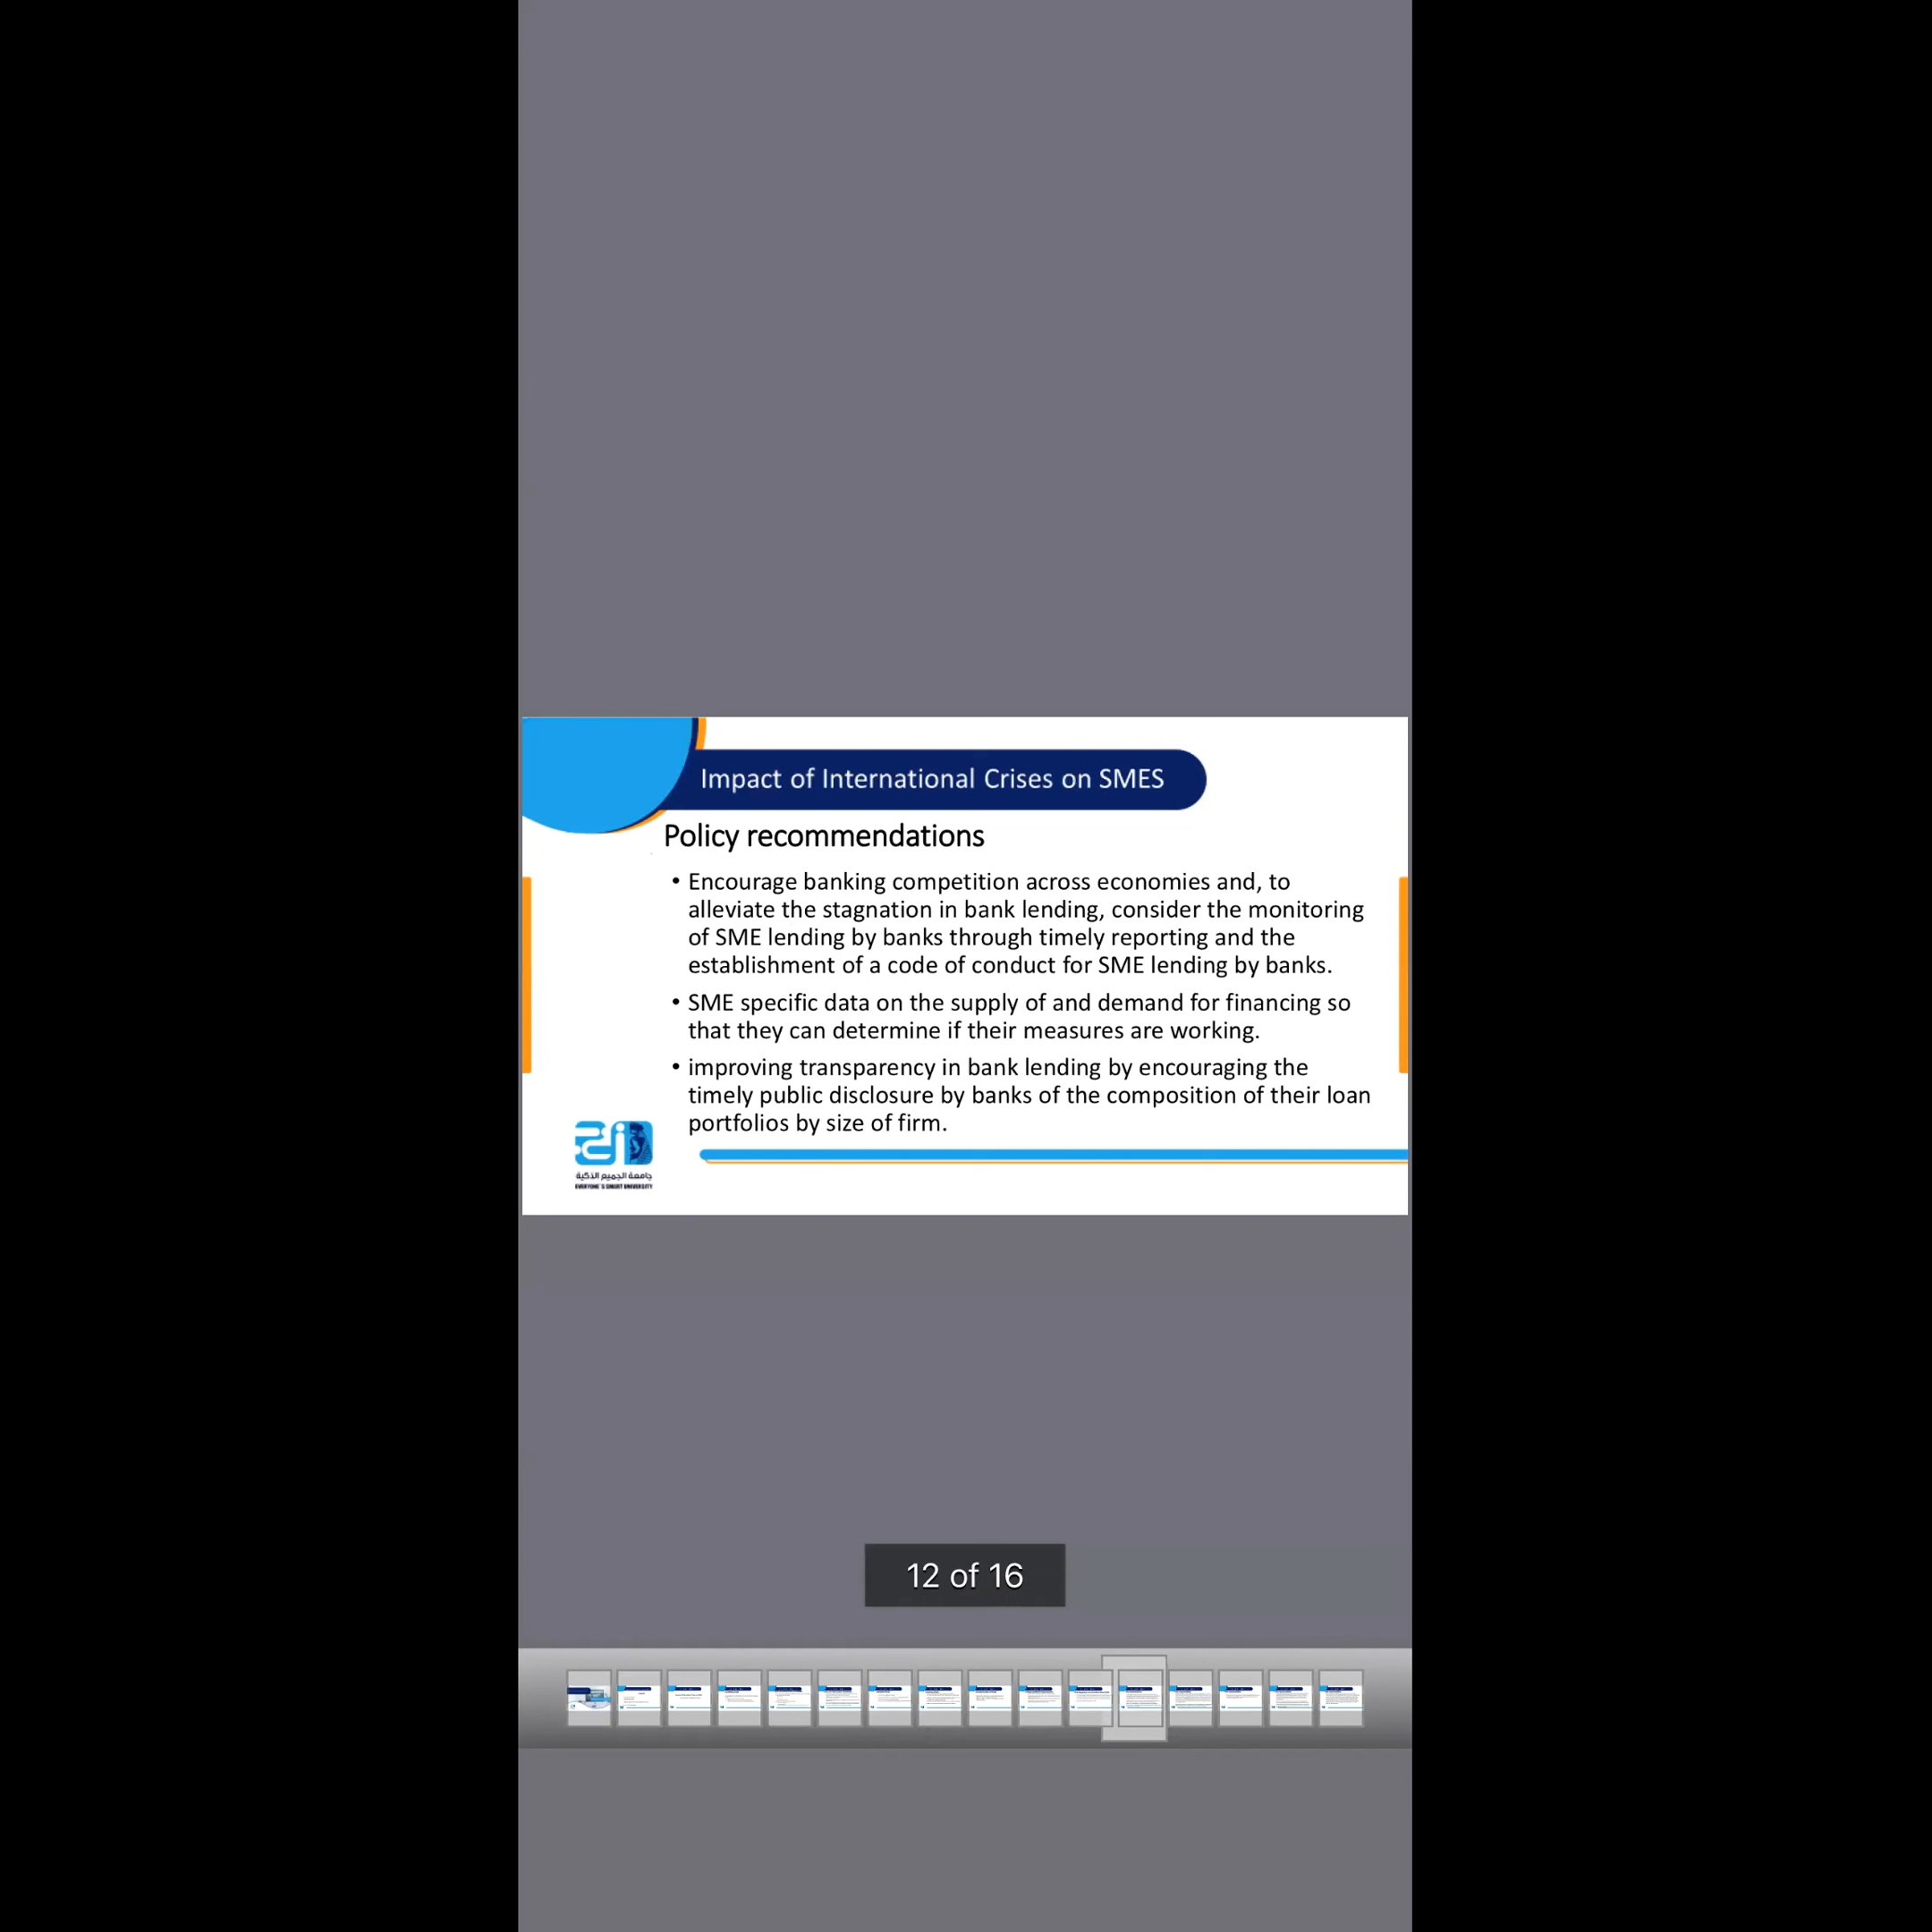 Impact of International Crises on SMES
Policy recommendations
• Encourage banking competition across economies and, to
alleviate the stagnation in bank lending, consider the monitoring
of SME lending by banks through timely reporting and the
establishment of a code of conduct for SME lending by banks.
• SME specific data on the supply of and demand for financing so
that they can determine if their measures are working.
• improving transparency in bank lending by encouraging the
timely public disclosure by banks of the composition of their loan
portfolios by size of firm.
جامعة الجميع الذكية
EVERYONE'S SMART UNIVERSITY
12 of 16